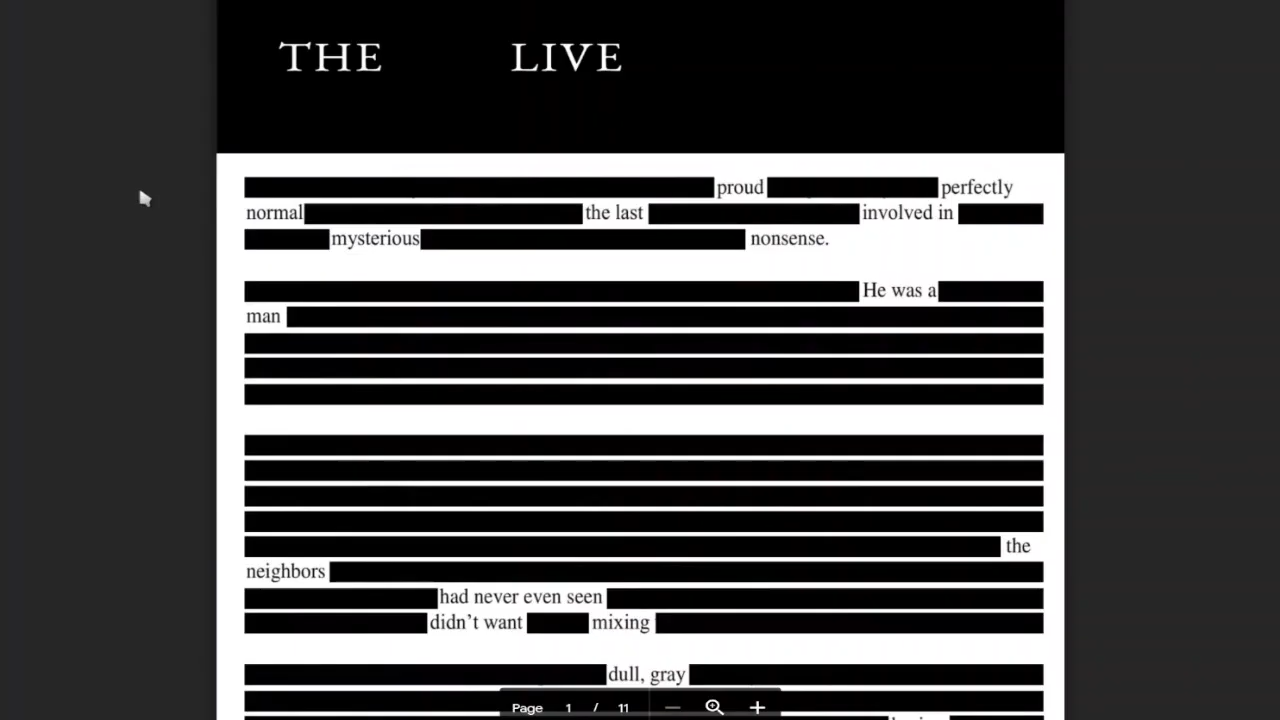 THE LIVE
proud perfectly
normal the last involved in
mysterious nonsense.
He was a
man
the
neighbors
had never even seen
didn't want mixing
dull, gray
Page 1 / 11